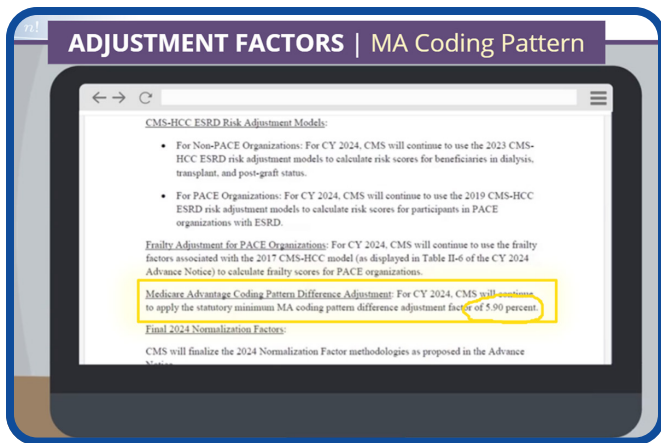 n!
ADJUSTMENT FACTORS | MA Coding Pattern
CMS-HCC ESRD Risk Adjustment Models:
• For Non-PACE Organizations: For CY 2024, CMS will continue to use the 2023 CMS-
HCC ESRD risk adjustment models to calculate risk scores for beneficiaries in dialysis,
transplant, and post-graft status.
• For PACE Organizations: For CY 2024, CMS will continue to use the 2019 CMS-HCC
ESRD risk adjustment models to calculate risk scores for participants in PACE
organizations with ESRD.
Frailty Adjustment for PACE Organizations: For CY 2024, CMS will continue to use the frailty
factors associated with the 2017 CMS-HCC model (as displayed in Table II-6 of the CY 2024
Advance Notice) to calculate frailty scores for PACE organizations.
Medicare Advantage Coding Pattern Difference Adjustment: For CY 2024, CMS will continue
to apply the statutory minimum MA coding pattern difference adjustment factor of 5.90 percent.
Final 2024 Normalization Factors:
CMS will finalize the 2024 Normalization Factor methodologies as proposed in the Advance